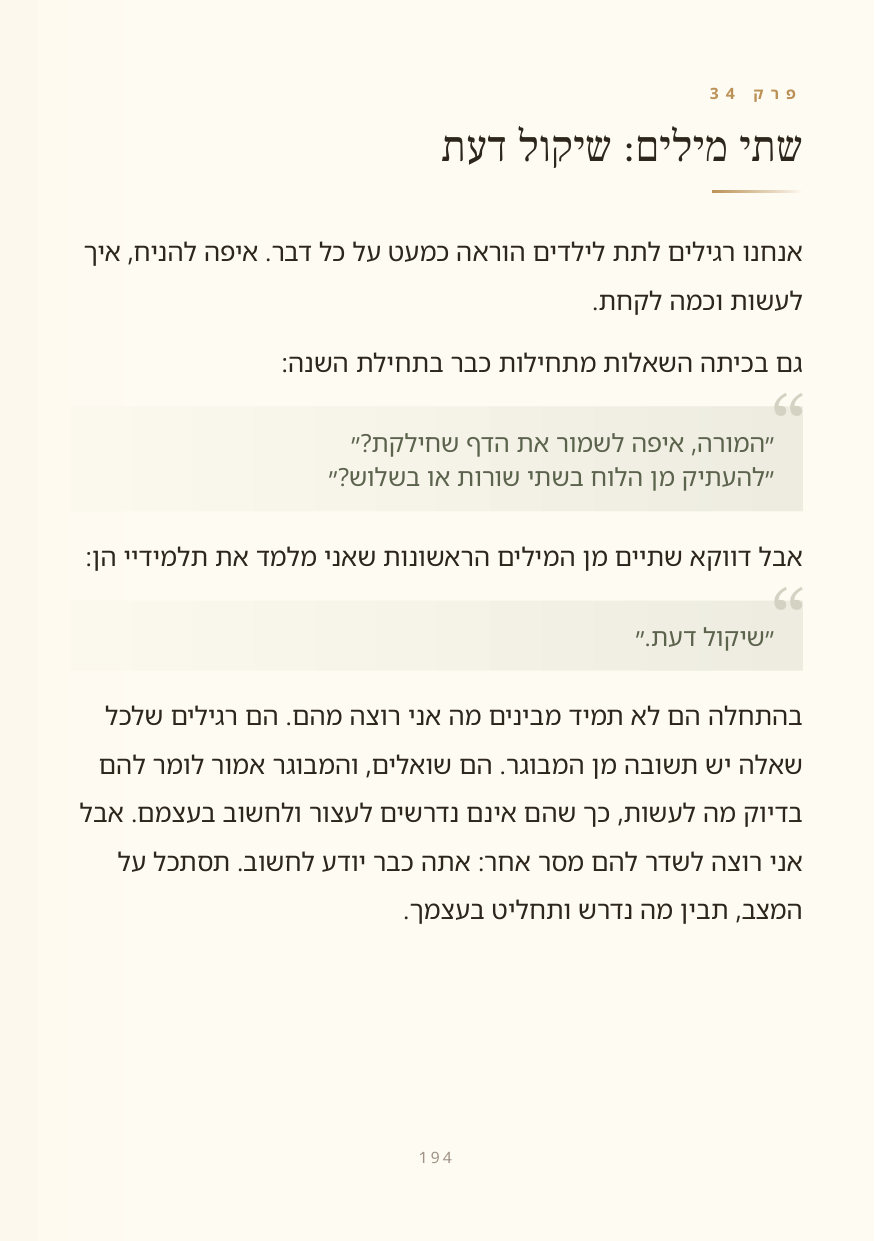 פרק 34
שתי מילים: שיקול דעת
אנחנו רגילים לתת לילדים הוראה כמעט על כל דבר. איפה להניח, איך
לעשות וכמה לקחת.
גם בכיתה השאלות מתחילות כבר בתחילת השנה:
“
״המורה, איפה לשמור את הדף שחילקת?״
״להעתיק מן הלוח בשתי שורות או בשלוש?״
אבל דווקא שתיים מן המילים הראשונות שאני מלמד את תלמידיי הן:
“
״שיקול דעת.״
בהתחלה הם לא תמיד מבינים מה אני רוצה מהם. הם רגילים שלכל
שאלה יש תשובה מן המבוגר. הם שואלים, והמבוגר אמור לומר להם
בדיוק מה לעשות, כך שהם אינם נדרשים לעצור ולחשוב בעצמם. אבל
אני רוצה לשדר להם מסר אחר: אתה כבר יודע לחשוב. תסתכל על
המצב, תבין מה נדרש ותחליט בעצמך.
194